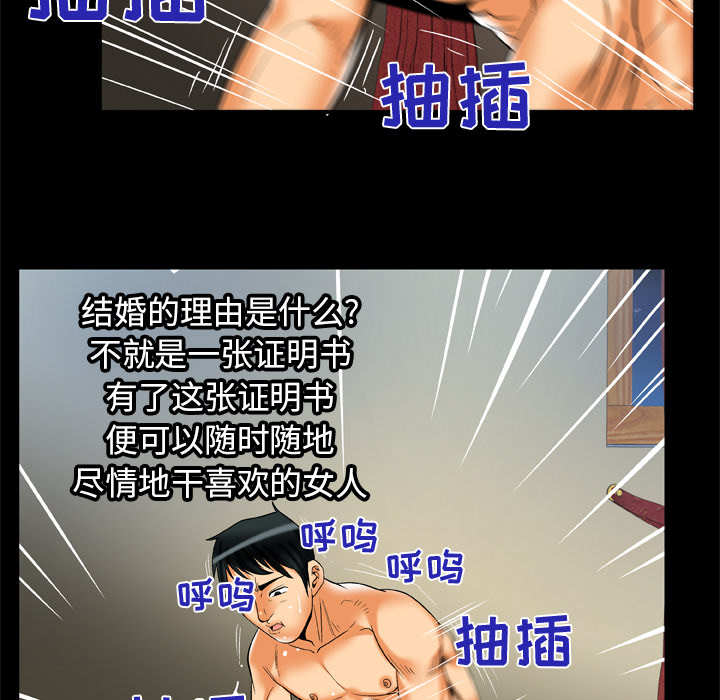 抽插
抽插
结婚的理由是什么?
不就是一张证明书
有了这张证明书
便可以随时随地
尽情地干喜欢的女人
呼呜
呼呜
呼呜
抽插